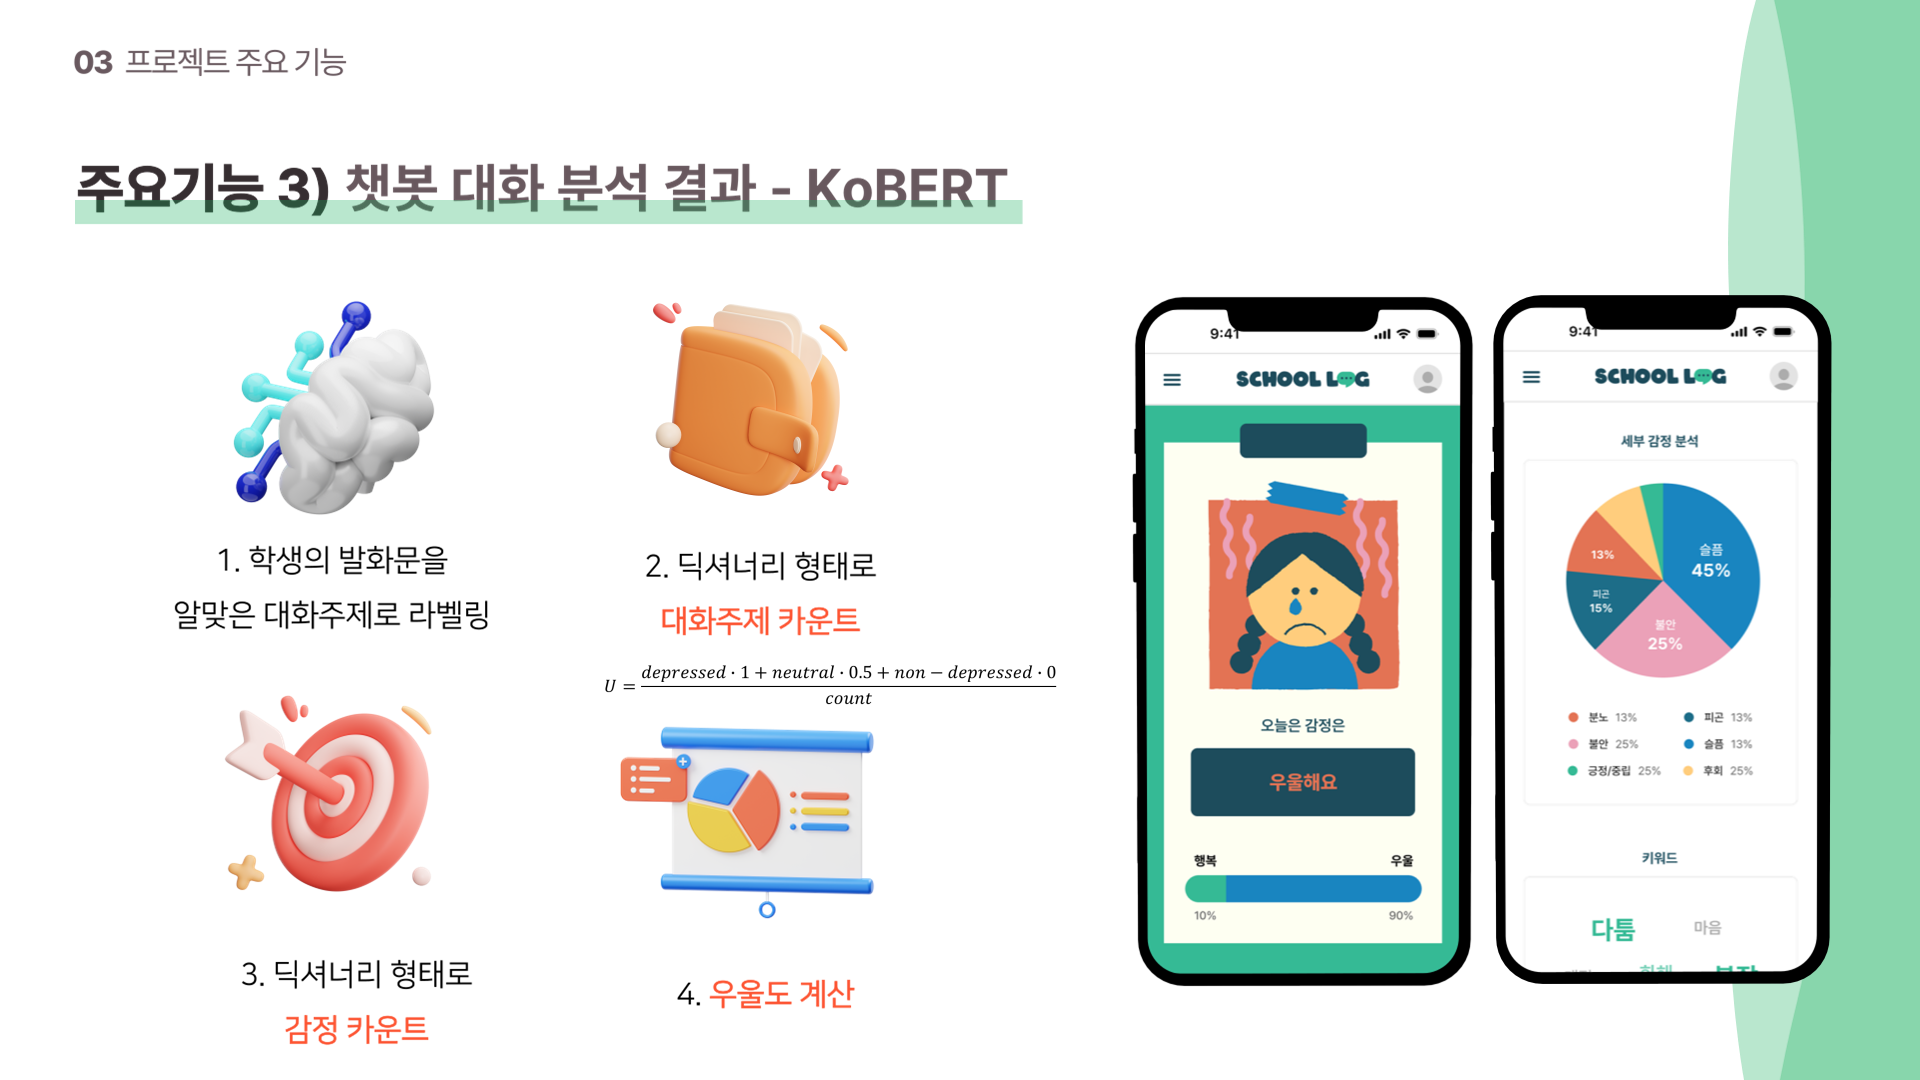 03 프로젝트 주요 기능
주요기능 3) 챗봇 대화 분석 결과 - KoBERT
1. 학생의 발화문을
알맞은 대화주제로 라벨링
2. 딕셔너리 형태로
대화주제 카운트
U = depressed · 1 + neutral · 0.5 + non − depressed · 0
count
3. 딕셔너리 형태로
감정 카운트
4. 우울도 계산
9:41
SCHOOL LOG
오늘은 감정은
우울해요
행복 우울
10% 90%
9:41
SCHOOL LOG
세부 감정 분석
슬픔
45%
불안
25%
피곤
15%
13%
분노 13% 피곤 13%
불안 25% 슬픔 13%
긍정/중립 25% 후회 25%
키워드
다툼 마음